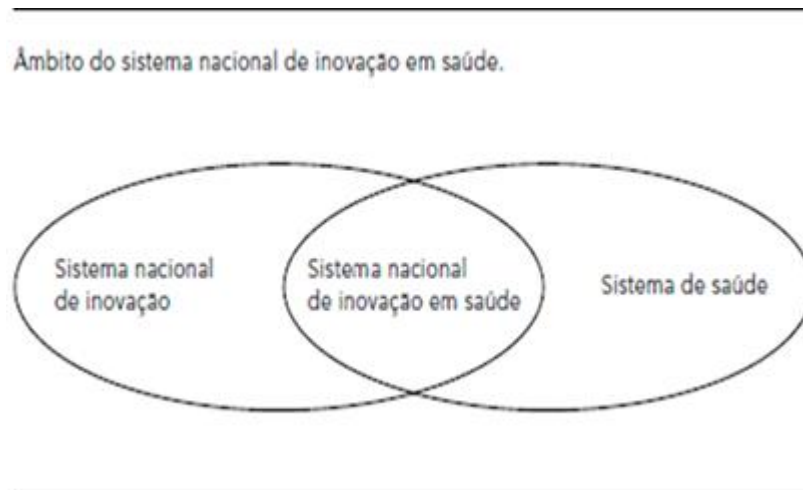 Âmbito do sistema nacional de inovação em saúde.
Sistema nacional
de inovação
Sistema nacional
de inovação em saúde
Sistema de saúde